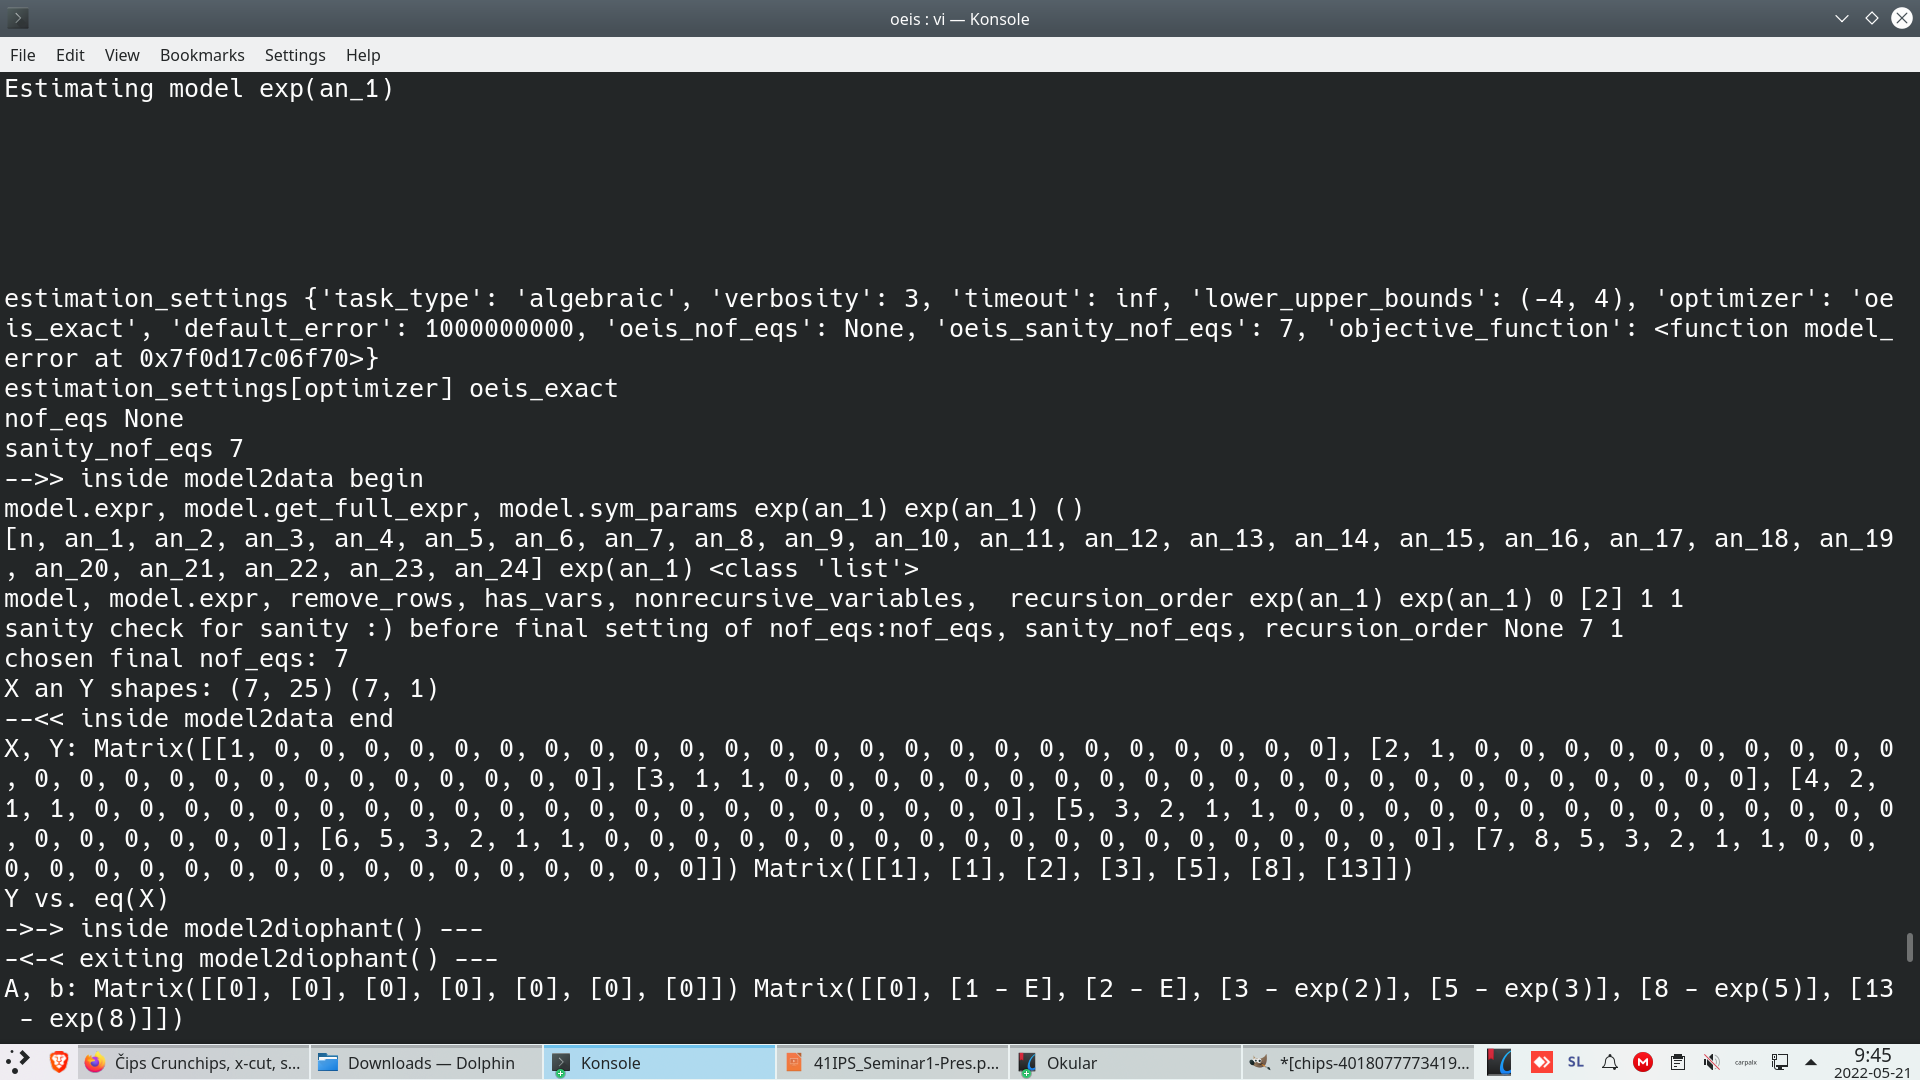 oeis : vi — Konsole
File Edit View Bookmarks Settings Help
Estimating model exp(an_1)
estimation_settings {'task_type': 'algebraic', 'verbosity': 3, 'timeout': inf, 'lower_upper_bounds': (-4, 4), 'optimizer': 'oe
is_exact', 'default_error': 1000000000, 'oeis_nof_eqs': None, 'oeis_sanity_nof_eqs': 7, 'objective_function': <function model_
error at 0x7f0d17c06f70>}
estimation_settings[optimizer] oeis_exact
nof_eqs None
sanity_nof_eqs 7
-->> inside model2data begin
model.expr, model.get_full_expr, model.sym_params exp(an_1) exp(an_1) ()
[n, an_1, an_2, an_3, an_4, an_5, an_6, an_7, an_8, an_9, an_10, an_11, an_12, an_13, an_14, an_15, an_16, an_17, an_18, an_19
, an_20, an_21, an_22, an_23, an_24] exp(an_1) <class 'list'>
model, model.expr, remove_rows, has_vars, nonrecursive_variables,  recursion_order exp(an_1) exp(an_1) 0 [2] 1 1
sanity check for sanity :) before final setting of nof_eqs:nof_eqs, sanity_nof_eqs, recursion_order None 7 1
chosen final nof_eqs: 7
X an Y shapes: (7, 25) (7, 1)
--<< inside model2data end
X, Y: Matrix([[1, 0, 0, 0, 0, 0, 0, 0, 0, 0, 0, 0, 0, 0, 0, 0, 0, 0, 0, 0, 0, 0, 0, 0, 0], [2, 1, 0, 0, 0, 0, 0, 0, 0, 0, 0, 0
, 0, 0, 0, 0, 0, 0, 0, 0, 0, 0, 0, 0, 0], [3, 1, 1, 0, 0, 0, 0, 0, 0, 0, 0, 0, 0, 0, 0, 0, 0, 0, 0, 0, 0, 0, 0, 0, 0], [4, 2,
1, 1, 0, 0, 0, 0, 0, 0, 0, 0, 0, 0, 0, 0, 0, 0, 0, 0, 0, 0, 0, 0, 0], [5, 3, 2, 1, 1, 0, 0, 0, 0, 0, 0, 0, 0, 0, 0, 0, 0, 0, 0
, 0, 0, 0, 0, 0, 0], [6, 5, 3, 2, 1, 1, 0, 0, 0, 0, 0, 0, 0, 0, 0, 0, 0, 0, 0, 0, 0, 0, 0, 0, 0], [7, 8, 5, 3, 2, 1, 1, 0, 0,
0, 0, 0, 0, 0, 0, 0, 0, 0, 0, 0, 0, 0, 0, 0, 0]]) Matrix([[1], [1], [2], [3], [5], [8], [13]])
Y vs. eq(X)
->-> inside model2diophant() ---
-<-< exiting model2diophant() ---
A, b: Matrix([[0], [0], [0], [0], [0], [0], [0]]) Matrix([[0], [1 - E], [2 - E], [3 - exp(2)], [5 - exp(3)], [8 - exp(5)], [13
 - exp(8)]])
Čips Crunchips, x-cut, s... Downloads — Dolphin Konsole 41IPS_Seminar1-Pres.p... Okular *[chips-4018077773419... SL carpalx 9:45
2022-05-21